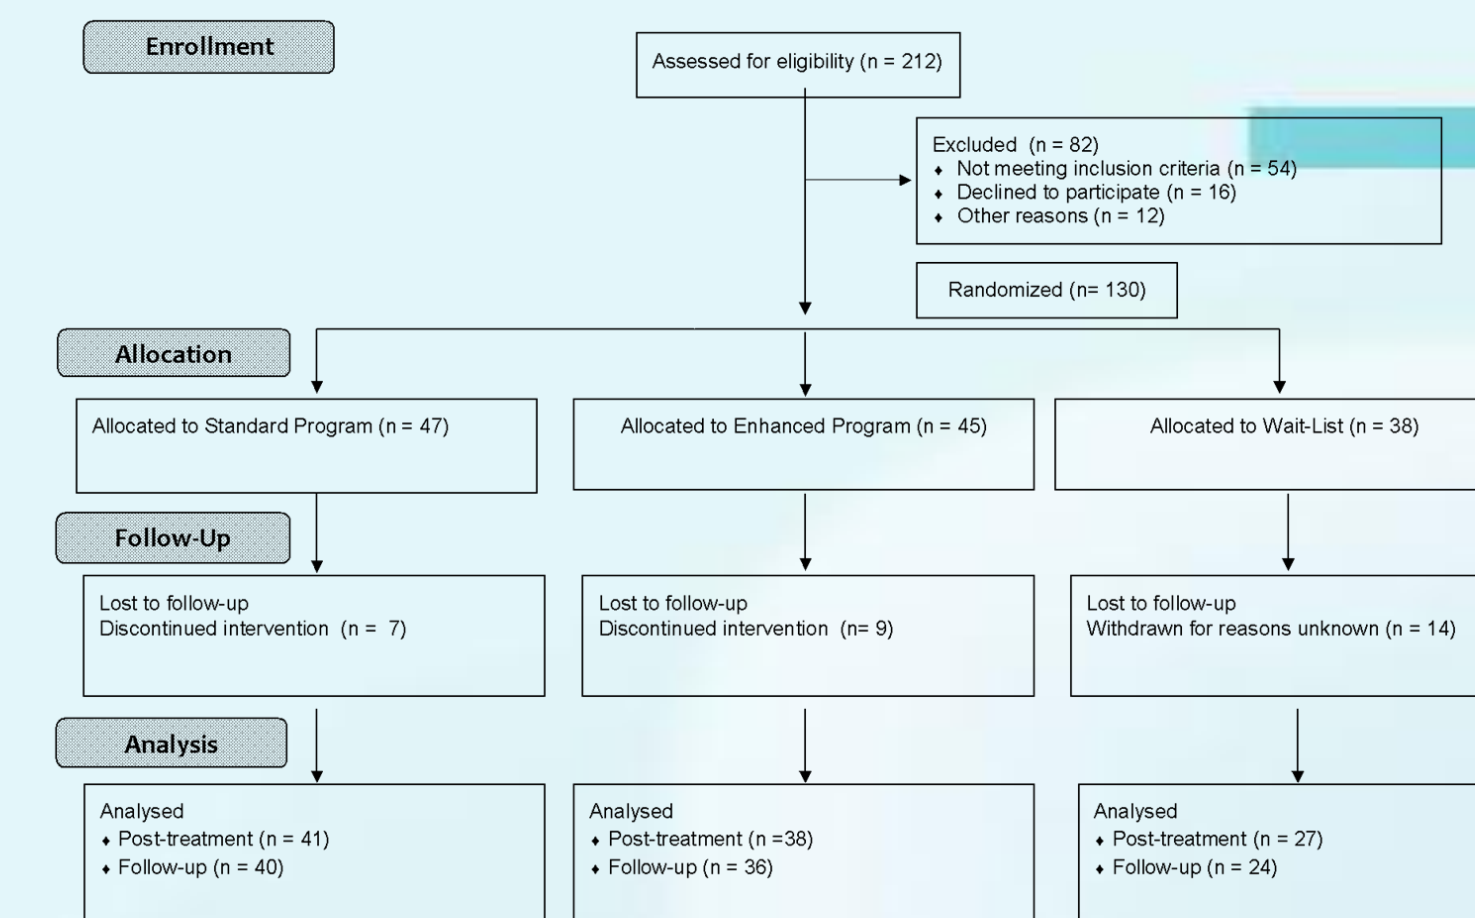 Enrollment
Assessed for eligibility (n = 212)
Excluded (n = 82)
♦ Not meeting inclusion criteria (n = 54)
♦ Declined to participate (n = 16)
♦ Other reasons (n = 12)
Randomized (n= 130)
Allocation
Allocated to Standard Program (n = 47)
Allocated to Enhanced Program (n = 45)
Allocated to Wait-List (n = 38)
Follow-Up
Lost to follow-up
Discontinued intervention (n = 7)
Lost to follow-up
Discontinued intervention (n= 9)
Lost to follow-up
Withdrawn for reasons unknown (n = 14)
Analysis
Analysed
♦ Post-treatment (n = 41)
♦ Follow-up (n = 40)
Analysed
♦ Post-treatment (n =38)
♦ Follow-up (n = 36)
Analysed
♦ Post-treatment (n = 27)
♦ Follow-up (n = 24)